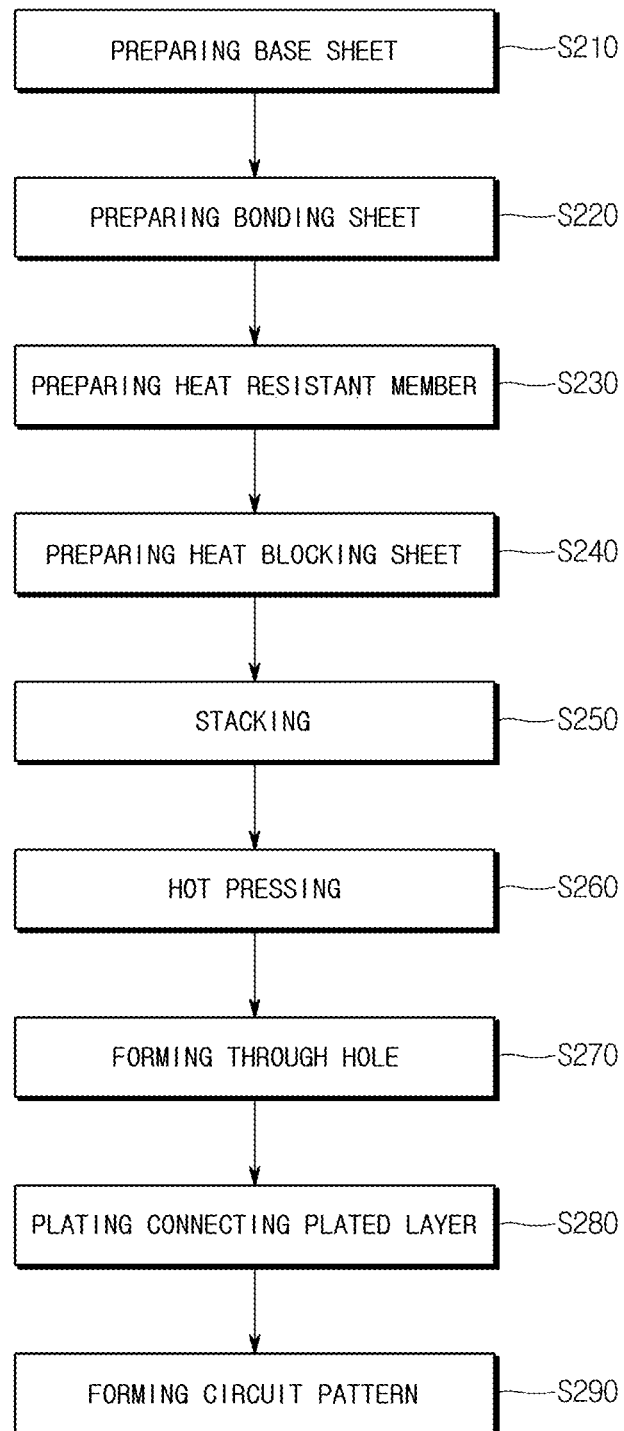 PREPARING BASE SHEET S210
PREPARING BONDING SHEET S220
PREPARING HEAT RESISTANT MEMBER S230
PREPARING HEAT BLOCKING SHEET S240
STACKING S250
HOT PRESSING S260
FORMING THROUGH HOLE S270
PLATING CONNECTING PLATED LAYER S280
FORMING CIRCUIT PATTERN S290